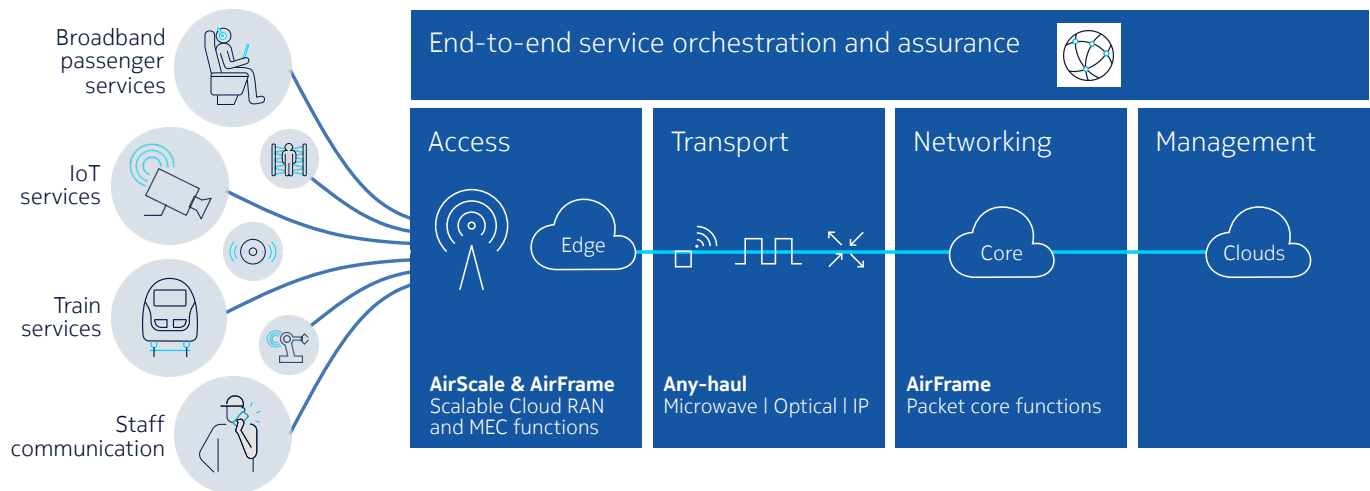 Broadband
passenger
services
IoT
services
Train
services
Staff
communication
End-to-end service orchestration and assurance
Access
Edge
AirScale & AirFrame
Scalable Cloud RAN
and MEC functions
Transport
Any-haul
Microwave | Optical | IP
Networking
Core
AirFrame
Packet core functions
Management
Clouds